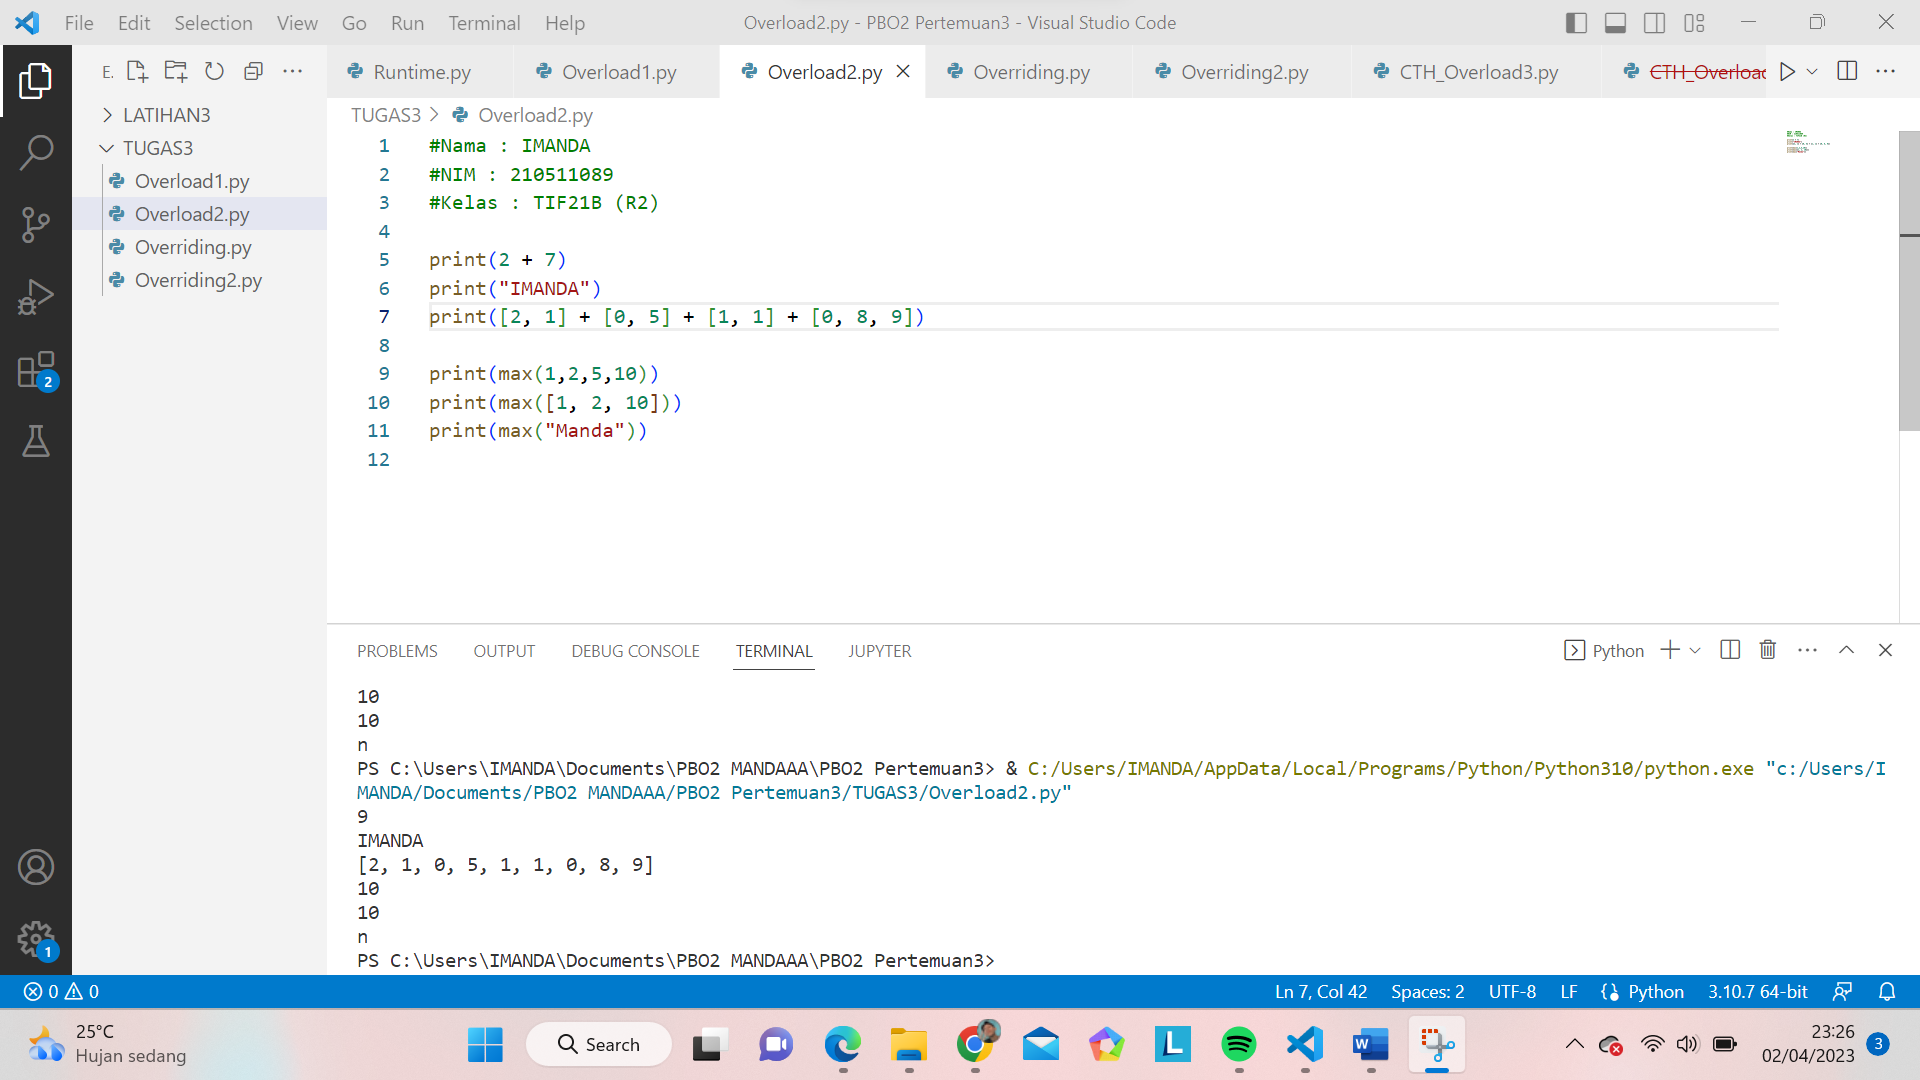 File Edit Selection View Go Run Terminal Help
Overload2.py - PBO2 Pertemuan3 - Visual Studio Code
E.
Runtime.py Overload1.py Overload2.py Overriding.py Overriding2.py CTH_Overload3.py CTH_Overload
LATIHAN3
TUGAS3
Overload1.py
Overload2.py
Overriding.py
Overriding2.py
2
1
TUGAS3 > Overload2.py
1 #Nama : IMANDA
2 #NIM : 210511089
3 #Kelas : TIF21B (R2)
4
5 print(2 + 7)
6 print("IMANDA")
7 print([2, 1] + [0, 5] + [1, 1] + [0, 8, 9])
8
9 print(max(1,2,5,10))
10 print(max([1, 2, 10]))
11 print(max("Manda"))
12
PROBLEMS OUTPUT DEBUG CONSOLE TERMINAL JUPYTER
Python
10
10
n
PS C:\Users\IMANDA\Documents\PBO2 MANDAAA\PBO2 Pertemuan3> & C:/Users/IMANDA/AppData/Local/Programs/Python/Python310/python.exe "c:/Users/I
MANDA/Documents/PBO2 MANDAAA/PBO2 Pertemuan3/TUGAS3/Overload2.py"
9
IMANDA
[2, 1, 0, 5, 1, 1, 0, 8, 9]
10
10
n
PS C:\Users\IMANDA\Documents\PBO2 MANDAAA\PBO2 Pertemuan3>
0 0
Ln 7, Col 42 Spaces: 2 UTF-8 LF Python 3.10.7 64-bit
25°C
Hujan sedang
Search
23:26
02/04/2023
3